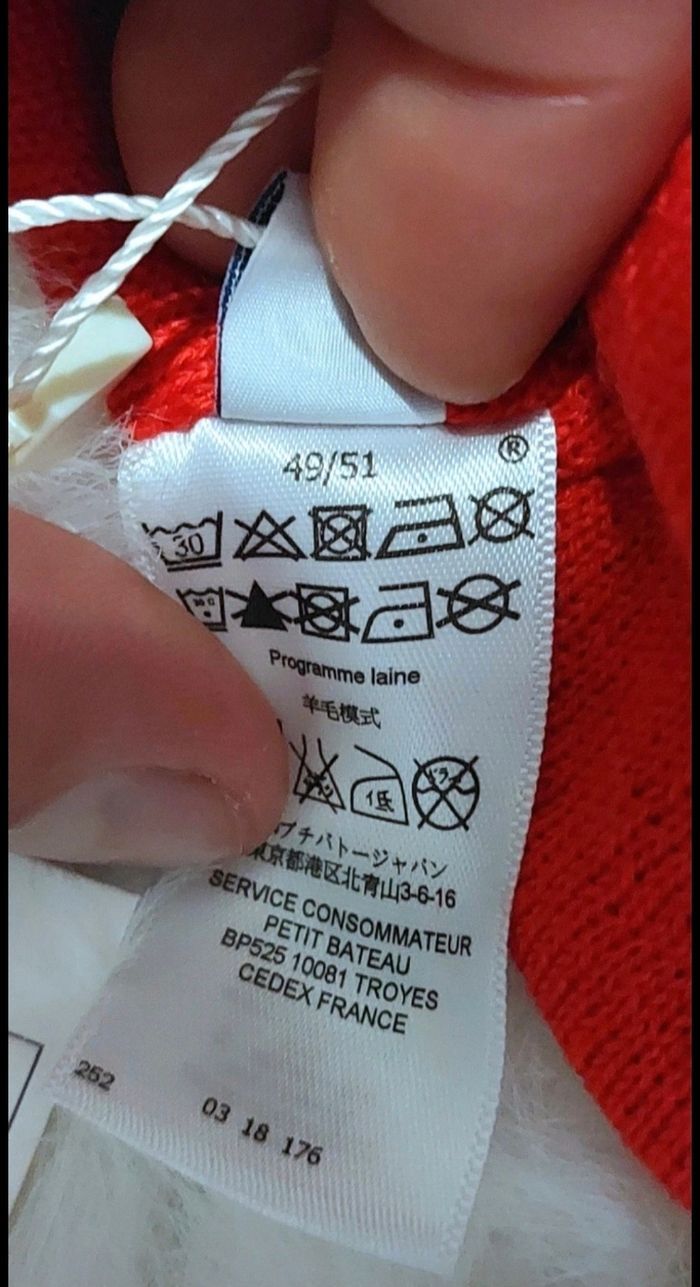 ®
49/51
30
30°C
Programme laine
羊毛模式
ドライ
低
プチバトージャパン
東京都港区北青山3-6-16
SERVICE CONSOMMATEUR
PETIT BATEAU
BP525 10081 TROYES
CEDEX FRANCE
252 03 18 176